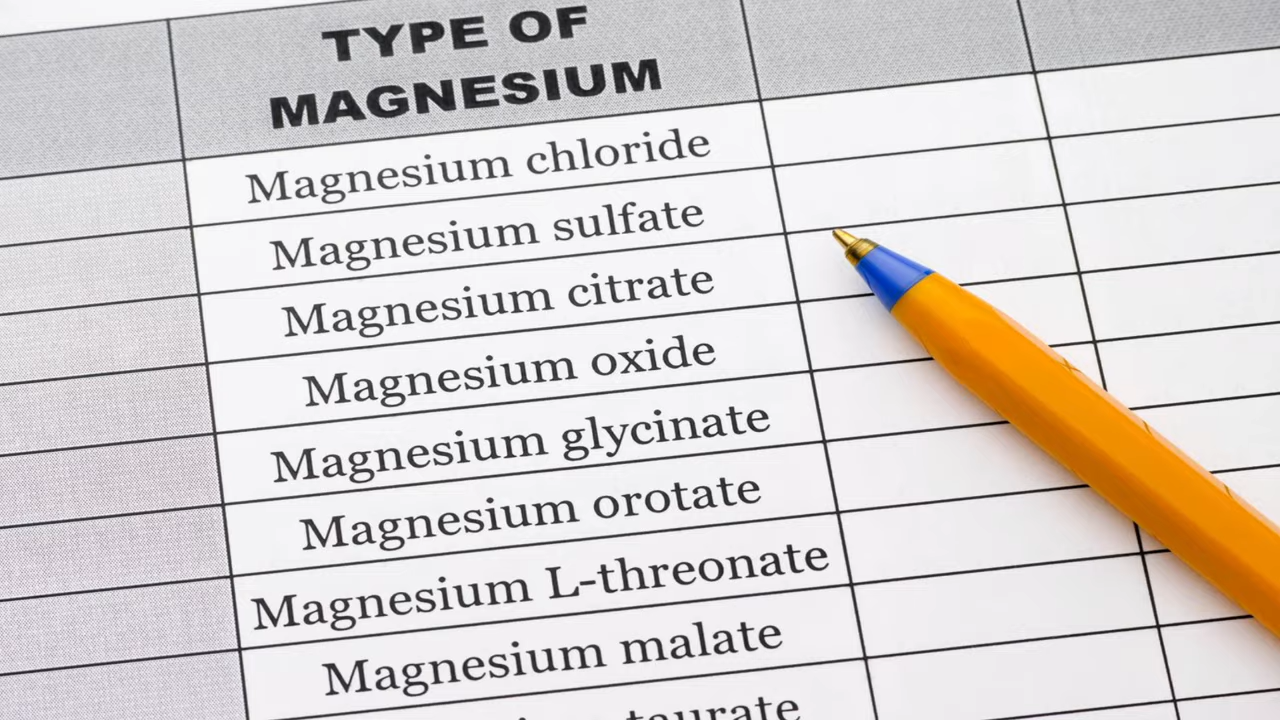 TYPE OF
MAGNESIUM
Magnesium chloride
Magnesium sulfate
Magnesium citrate
Magnesium oxide
Magnesium glycinate
Magnesium orotate
Magnesium L-threonate
Magnesium malate
taurate